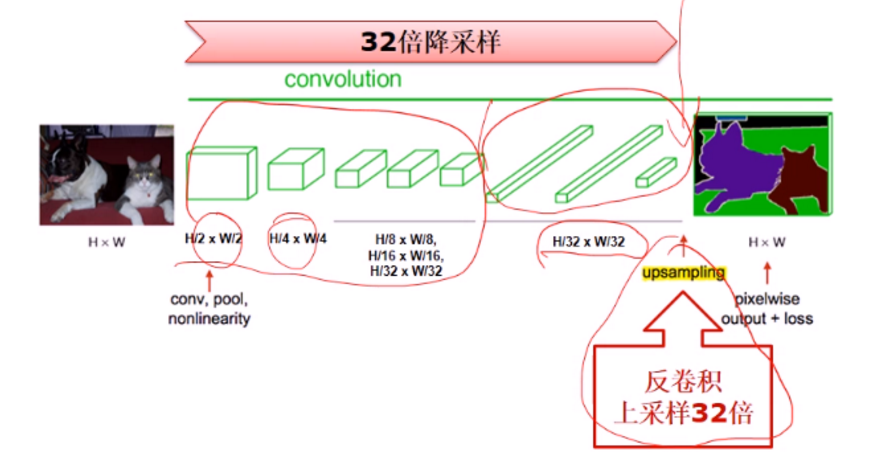 32倍降采样
convolution
H × W
H/2 x W/2
H/4 x W/4
H/8 x W/8,
H/16 x W/16,
H/32 x W/32
H/32 x W/32
H × W
conv, pool,
nonlinearity
upsampling
pixelwise
output + loss
反卷积
上采样32倍